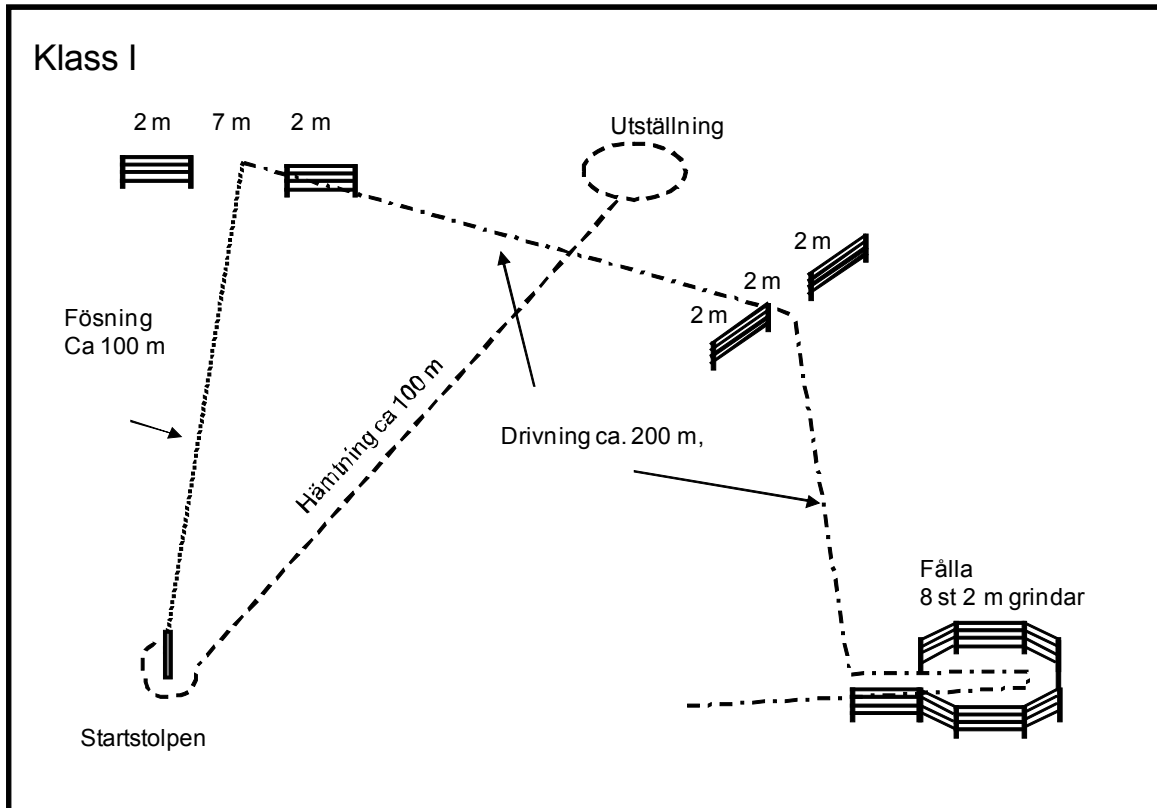 Klass I
2 m 7 m 2 m
Utställning
2 m
2 m
2 m
Fösning
Ca 100 m
Hämtning ca 100 m
Drivning ca. 200 m,
Fålla
8 st 2 m grindar
Startstolpen